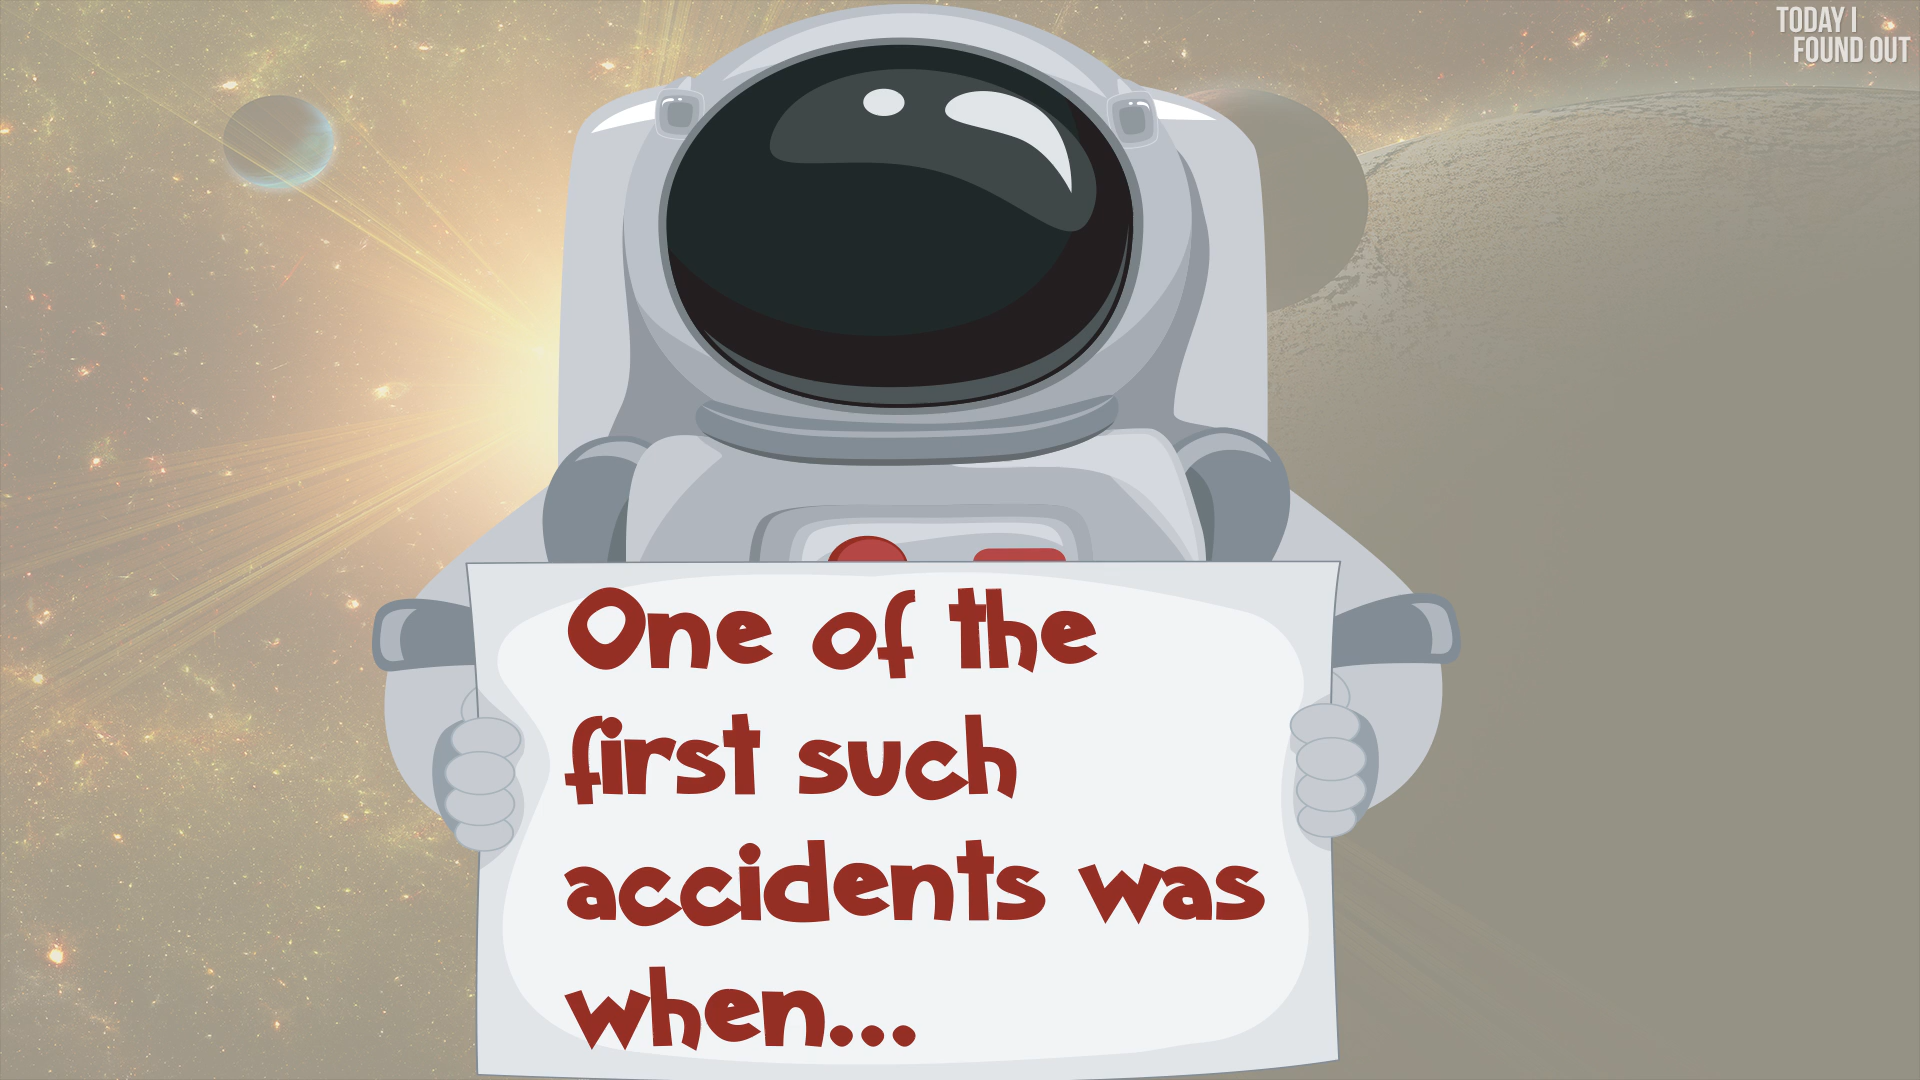 TODAY I
FOUND OUT
One of the
first such
accidents was
when...